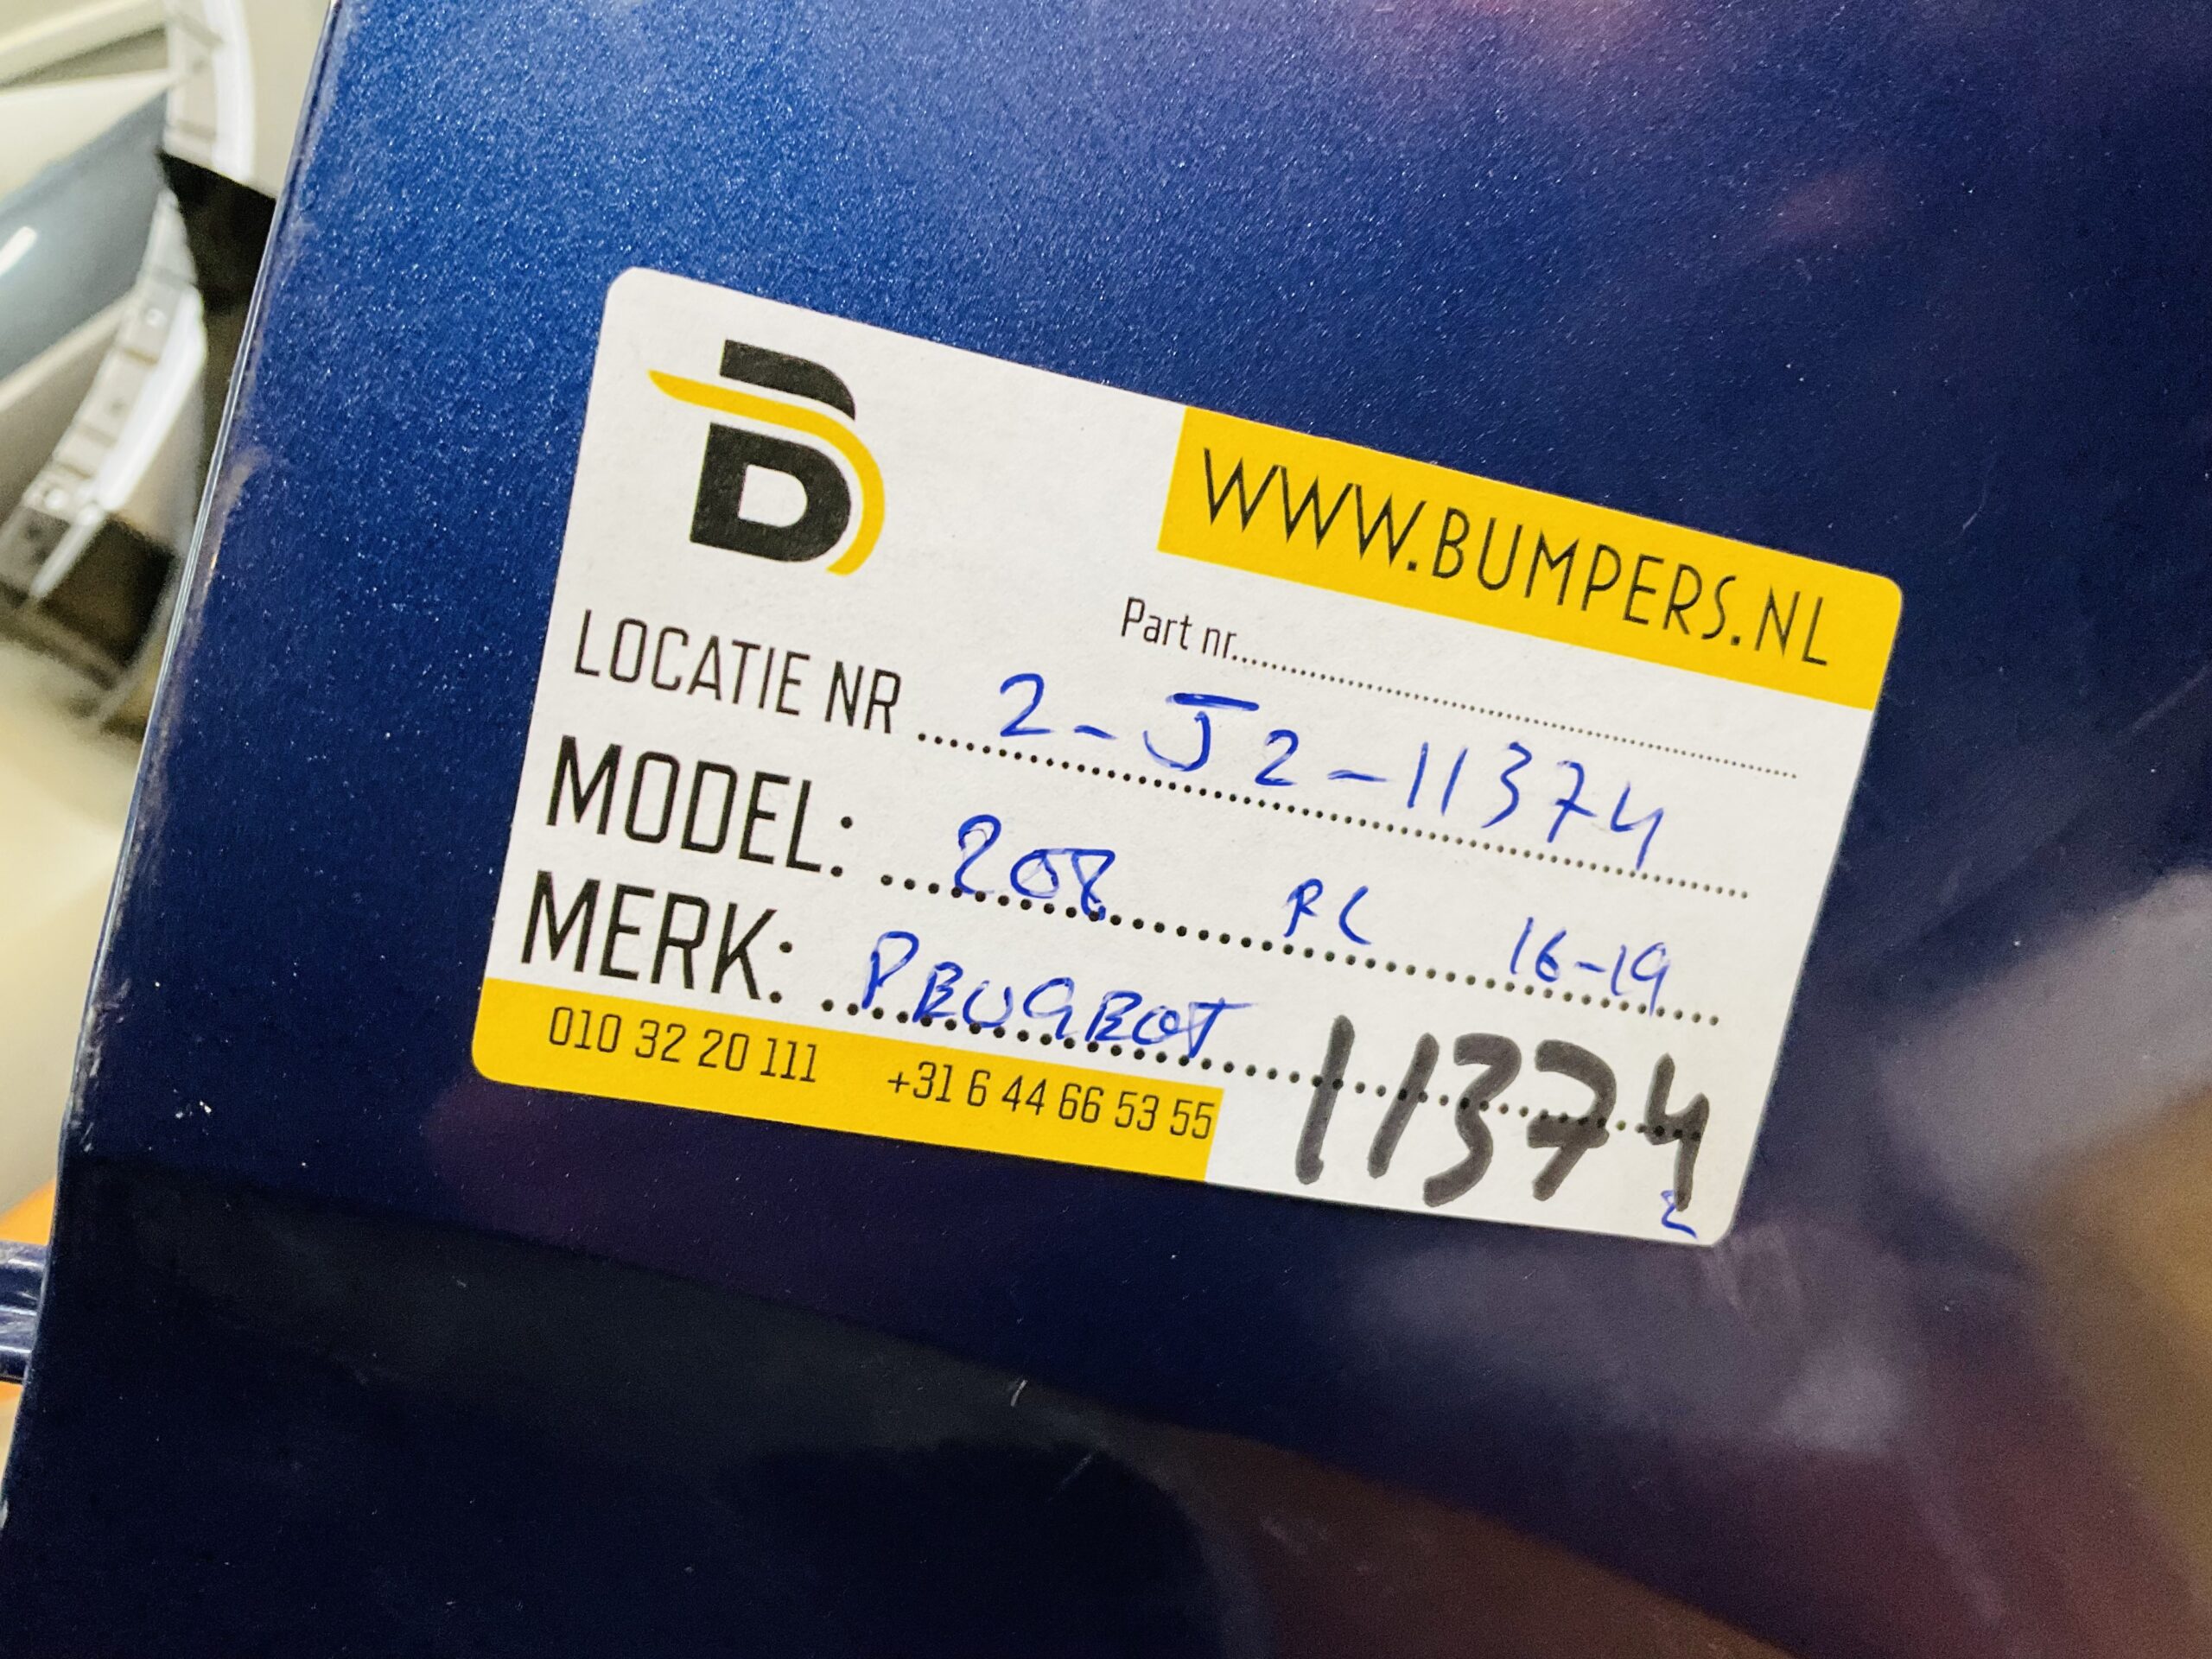 B
WWW.BUMPERS.NL
Part nr..........
LOCATIE NR ..... 2-J2-11374
MODEL: ..... 208 RC 16-19
MERK: ..... PEUGEOT
11374
010 32 20 111 +31 6 44 66 53 55
2